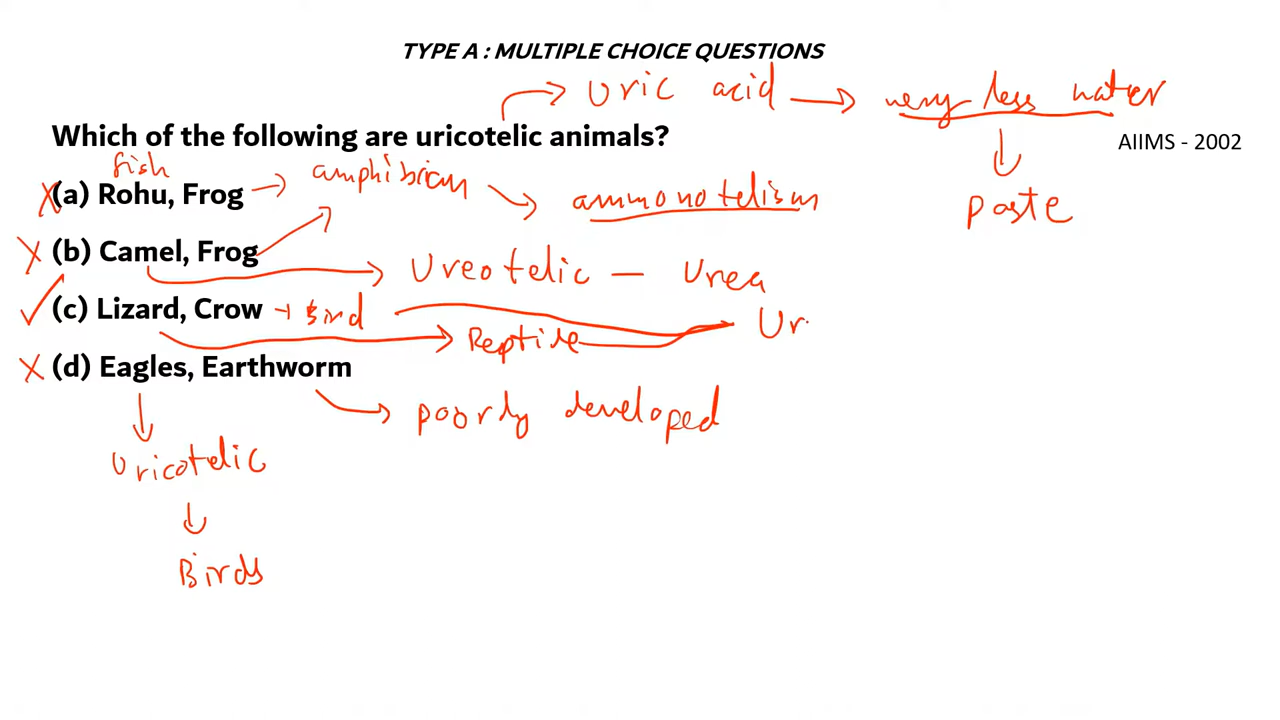 TYPE A : MULTIPLE CHOICE QUESTIONS
Uric acid → very less water
Which of the following are uricotelic animals?
AIIMS - 2002
fish
amphibian
X (a) Rohu, Frog → ammonotelism
paste
X (b) Camel, Frog
Ureotelic — Urea
✓ (c) Lizard, Crow → Bird
Ur
Reptile
X (d) Eagles, Earthworm
poorly developed
Uricotelic
Birds